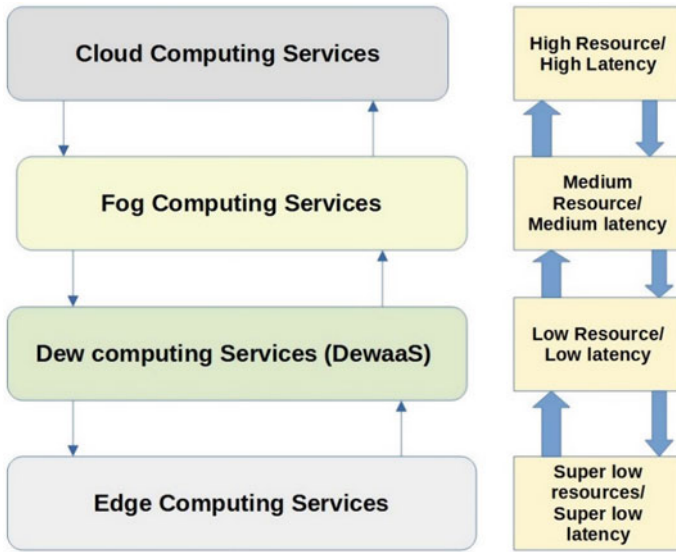 Cloud Computing Services
High Resource/
High Latency
Fog Computing Services
Medium
Resource/
Medium latency
Dew computing Services (DewaaS)
Low Resource/
Low latency
Edge Computing Services
Super low
resources/
Super low
latency